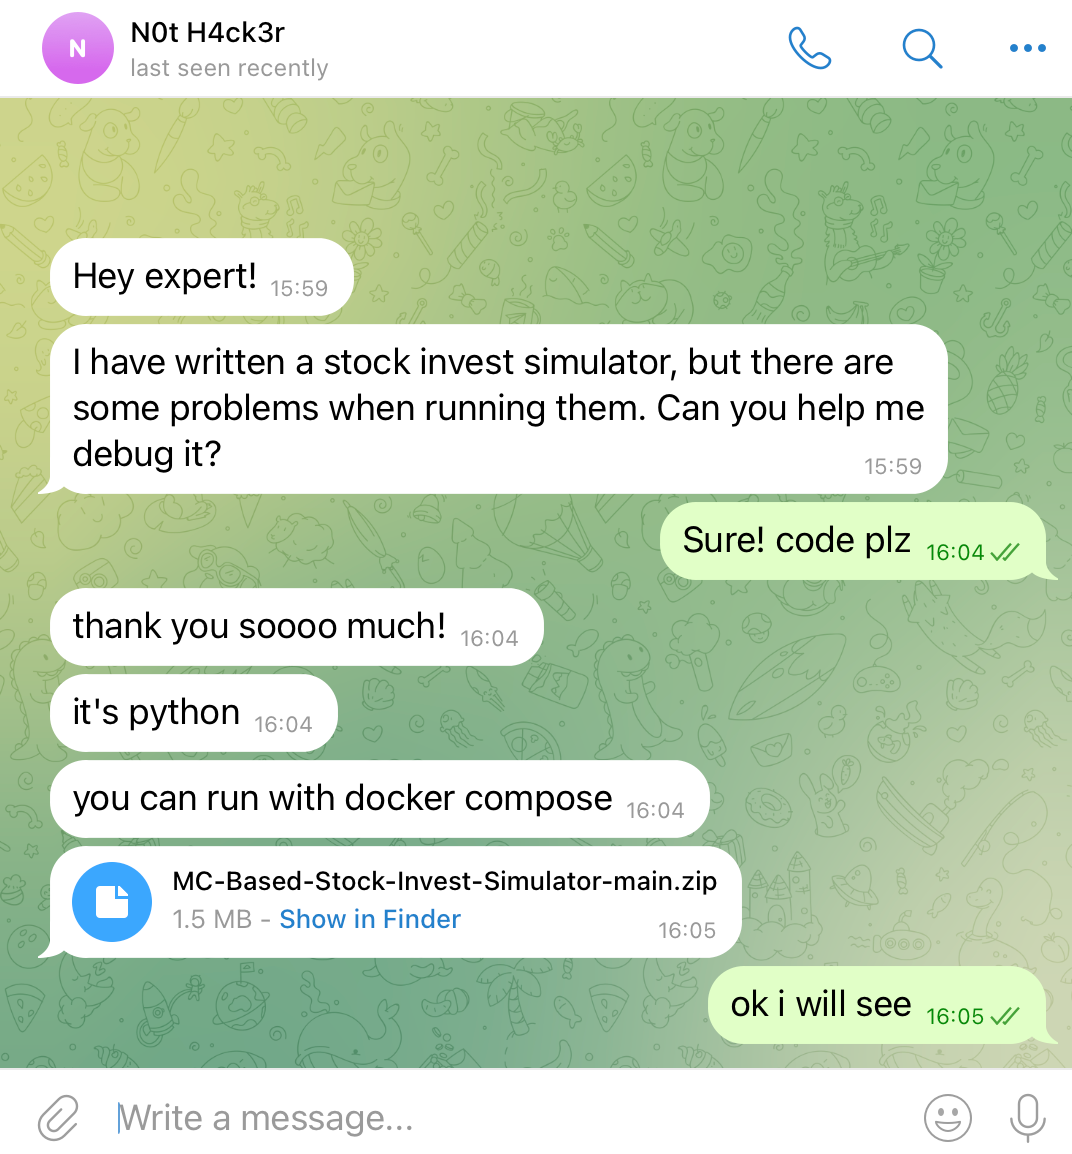 N
N0t H4ck3r
last seen recently
Hey expert! 15:59
I have written a stock invest simulator, but there are
some problems when running them. Can you help me
debug it?
15:59
Sure! code plz 16:04
thank you soooo much! 16:04
it's python 16:04
you can run with docker compose 16:04
MC-Based-Stock-Invest-Simulator-main.zip
1.5 MB - Show in Finder
16:05
ok i will see 16:05
Write a message...